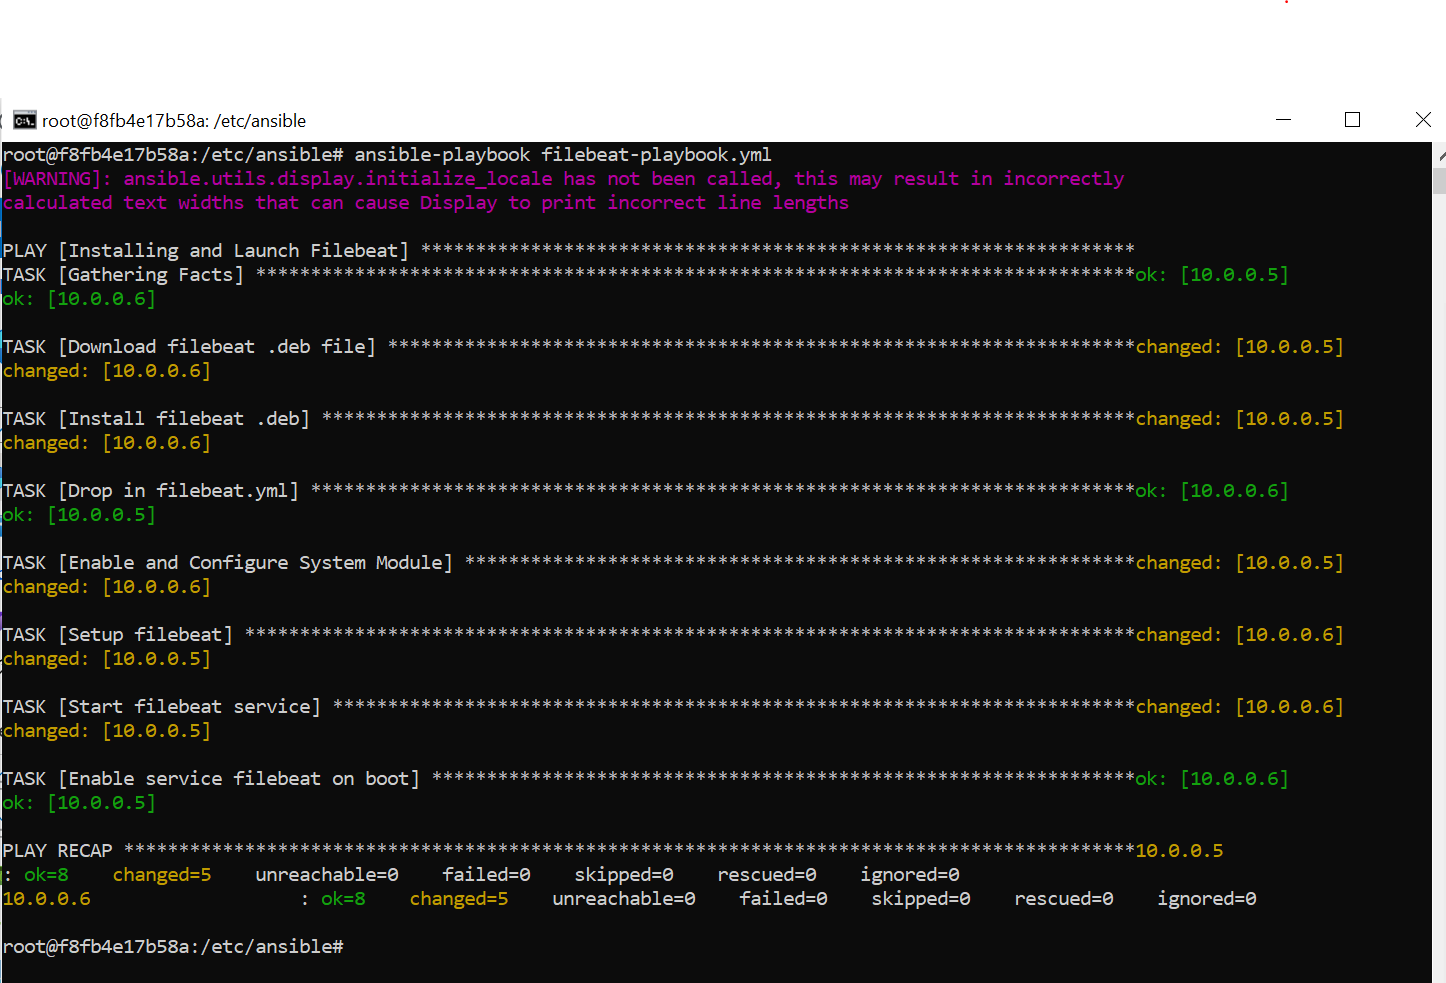 root@f8fb4e17b58a: /etc/ansible
root@f8fb4e17b58a:/etc/ansible# ansible-playbook filebeat-playbook.yml
[WARNING]: ansible.utils.display.initialize_locale has not been called, this may result in incorrectly
calculated text widths that can cause Display to print incorrect line lengths
PLAY [Installing and Launch Filebeat] *****************************************************************
TASK [Gathering Facts] ********************************************************************************ok: [10.0.0.5]
ok: [10.0.0.6]
TASK [Download filebeat .deb file] ********************************************************************changed: [10.0.0.5]
changed: [10.0.0.6]
TASK [Install filebeat .deb] **************************************************************************changed: [10.0.0.5]
changed: [10.0.0.6]
TASK [Drop in filebeat.yml] ***************************************************************************ok: [10.0.0.6]
ok: [10.0.0.5]
TASK [Enable and Configure System Module] *************************************************************changed: [10.0.0.5]
changed: [10.0.0.6]
TASK [Setup filebeat] *********************************************************************************changed: [10.0.0.6]
changed: [10.0.0.5]
TASK [Start filebeat service] *************************************************************************changed: [10.0.0.6]
changed: [10.0.0.5]
TASK [Enable service filebeat on boot] ****************************************************************ok: [10.0.0.6]
ok: [10.0.0.5]
PLAY RECAP ********************************************************************************************10.0.0.5
: ok=8    changed=5    unreachable=0    failed=0    skipped=0    rescued=0    ignored=0
10.0.0.6                   : ok=8    changed=5    unreachable=0    failed=0    skipped=0    rescued=0    ignored=0
root@f8fb4e17b58a:/etc/ansible#